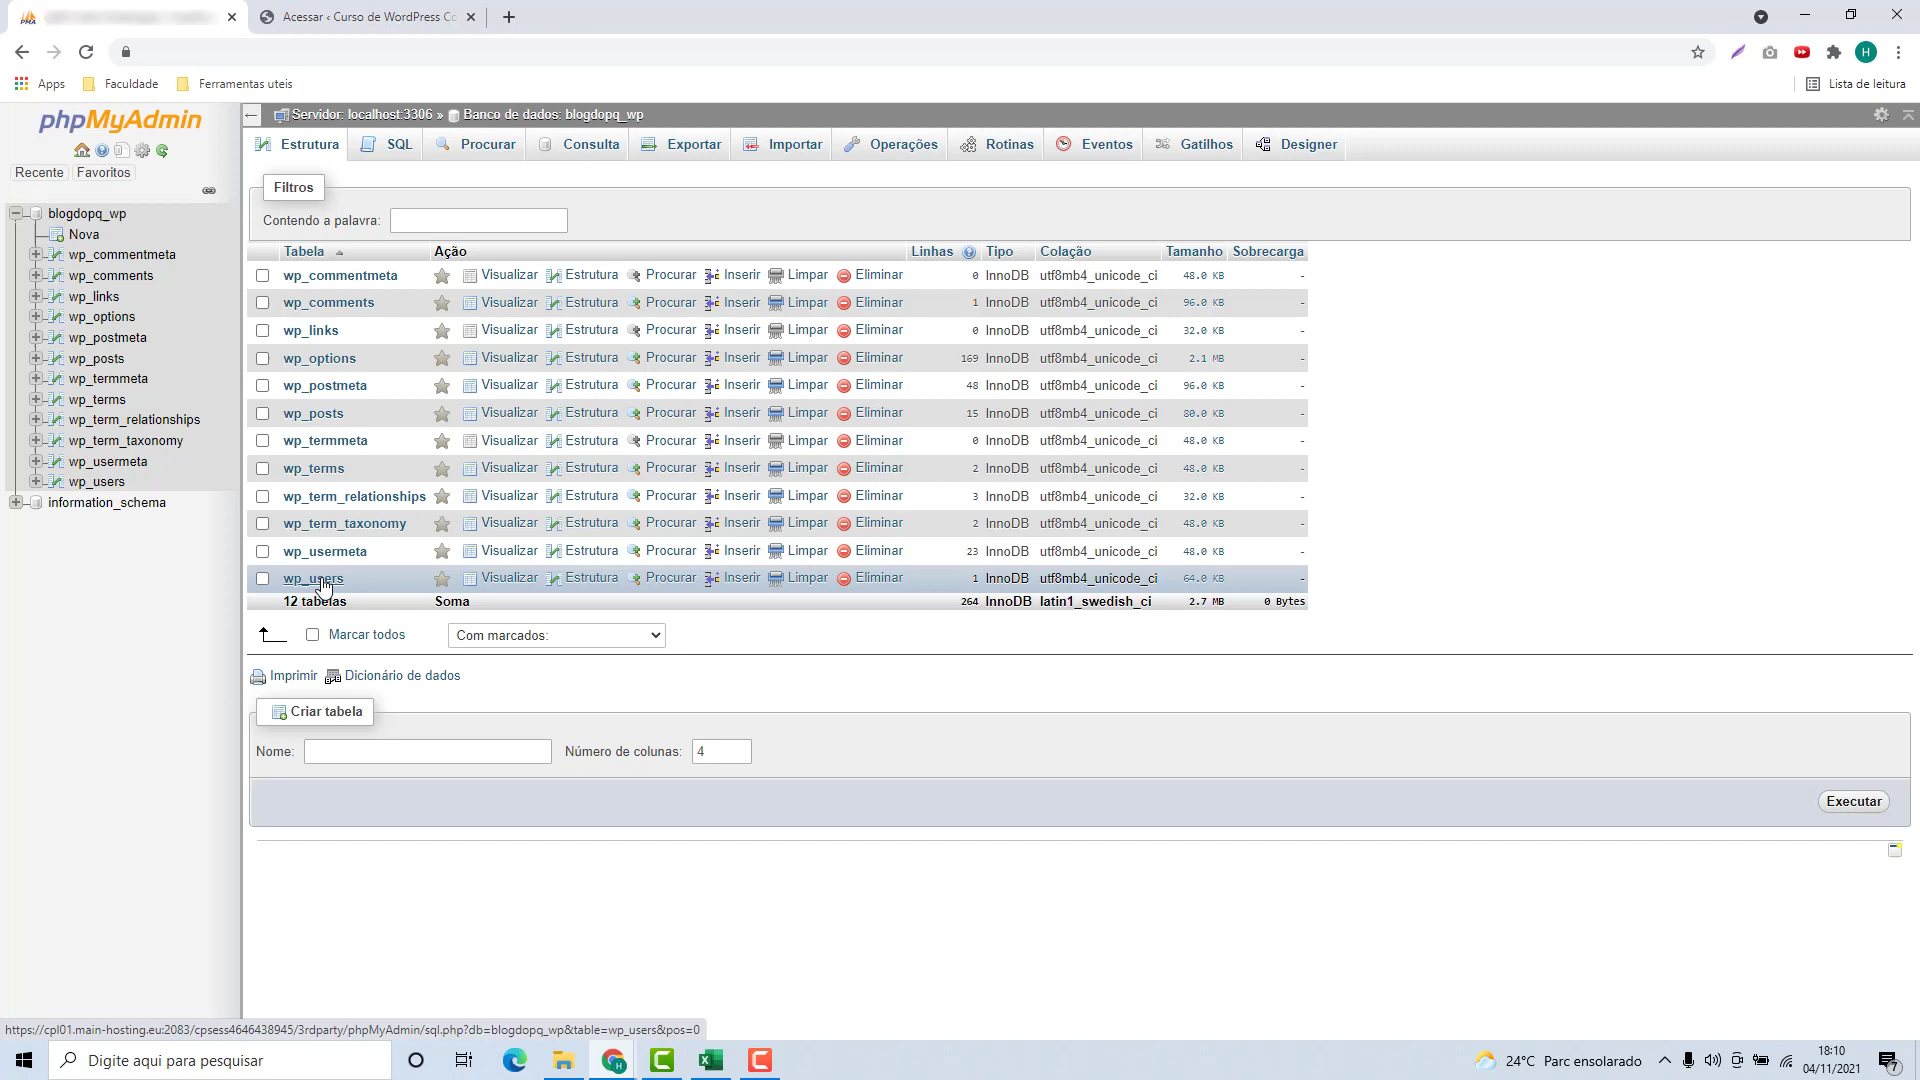 Acessar ‹ Curso de WordPress Co
H
Apps Faculdade Ferramentas uteis Lista de leitura
phpMyAdmin
Recente Favoritos
blogdopq_wp
Nova
wp_commentmeta
wp_comments
wp_links
wp_options
wp_postmeta
wp_posts
wp_termmeta
wp_terms
wp_term_relationships
wp_term_taxonomy
wp_usermeta
wp_users
information_schema
Servidor: localhost:3306 » Banco de dados: blogdopq_wp
Estrutura SQL Procurar Consulta Exportar Importar Operações Rotinas Eventos Gatilhos Designer
Filtros
Contendo a palavra:
Tabela Ação Linhas Tipo Colação Tamanho Sobrecarga
wp_commentmeta Visualizar Estrutura Procurar Inserir Limpar Eliminar 0 InnoDB utf8mb4_unicode_ci 48.0 KB -
wp_comments Visualizar Estrutura Procurar Inserir Limpar Eliminar 1 InnoDB utf8mb4_unicode_ci 96.0 KB -
wp_links Visualizar Estrutura Procurar Inserir Limpar Eliminar 0 InnoDB utf8mb4_unicode_ci 32.0 KB -
wp_options Visualizar Estrutura Procurar Inserir Limpar Eliminar 169 InnoDB utf8mb4_unicode_ci 2.1 MB -
wp_postmeta Visualizar Estrutura Procurar Inserir Limpar Eliminar 48 InnoDB utf8mb4_unicode_ci 96.0 KB -
wp_posts Visualizar Estrutura Procurar Inserir Limpar Eliminar 15 InnoDB utf8mb4_unicode_ci 80.0 KB -
wp_termmeta Visualizar Estrutura Procurar Inserir Limpar Eliminar 0 InnoDB utf8mb4_unicode_ci 48.0 KB -
wp_terms Visualizar Estrutura Procurar Inserir Limpar Eliminar 2 InnoDB utf8mb4_unicode_ci 48.0 KB -
wp_term_relationships Visualizar Estrutura Procurar Inserir Limpar Eliminar 3 InnoDB utf8mb4_unicode_ci 32.0 KB -
wp_term_taxonomy Visualizar Estrutura Procurar Inserir Limpar Eliminar 2 InnoDB utf8mb4_unicode_ci 48.0 KB -
wp_usermeta Visualizar Estrutura Procurar Inserir Limpar Eliminar 23 InnoDB utf8mb4_unicode_ci 48.0 KB -
wp_users Visualizar Estrutura Procurar Inserir Limpar Eliminar 1 InnoDB utf8mb4_unicode_ci 64.0 KB -
12 tabelas Soma 264 InnoDB latin1_swedish_ci 2.7 MB 0 Bytes
Marcar todos Com marcados:
Imprimir Dicionário de dados
Criar tabela
Nome: Número de colunas: 4
Executar
https://cpl01.main-hosting.eu:2083/cpsess4646438945/3rdparty/phpMyAdmin/sql.php?db=blogdopq_wp&table=wp_users&pos=0
Digite aqui para pesquisar
24°C Parc ensolarado
18:10
04/11/2021
7